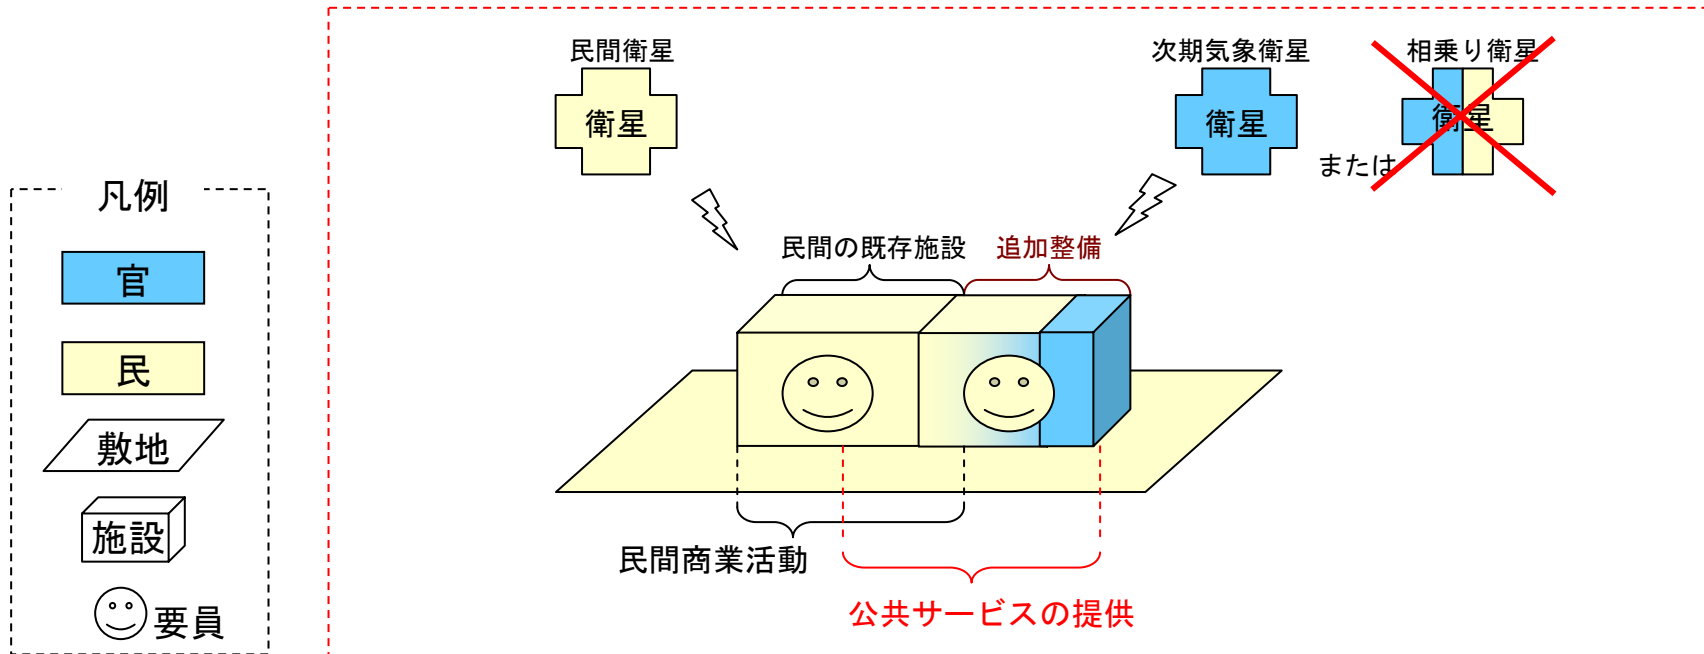 民間衛星
衛星
次期気象衛星
衛星
または
相乗り衛星
衛星
凡例
官
民
敷地
施設
要員
民間の既存施設
追加整備
民間商業活動
公共サービスの提供